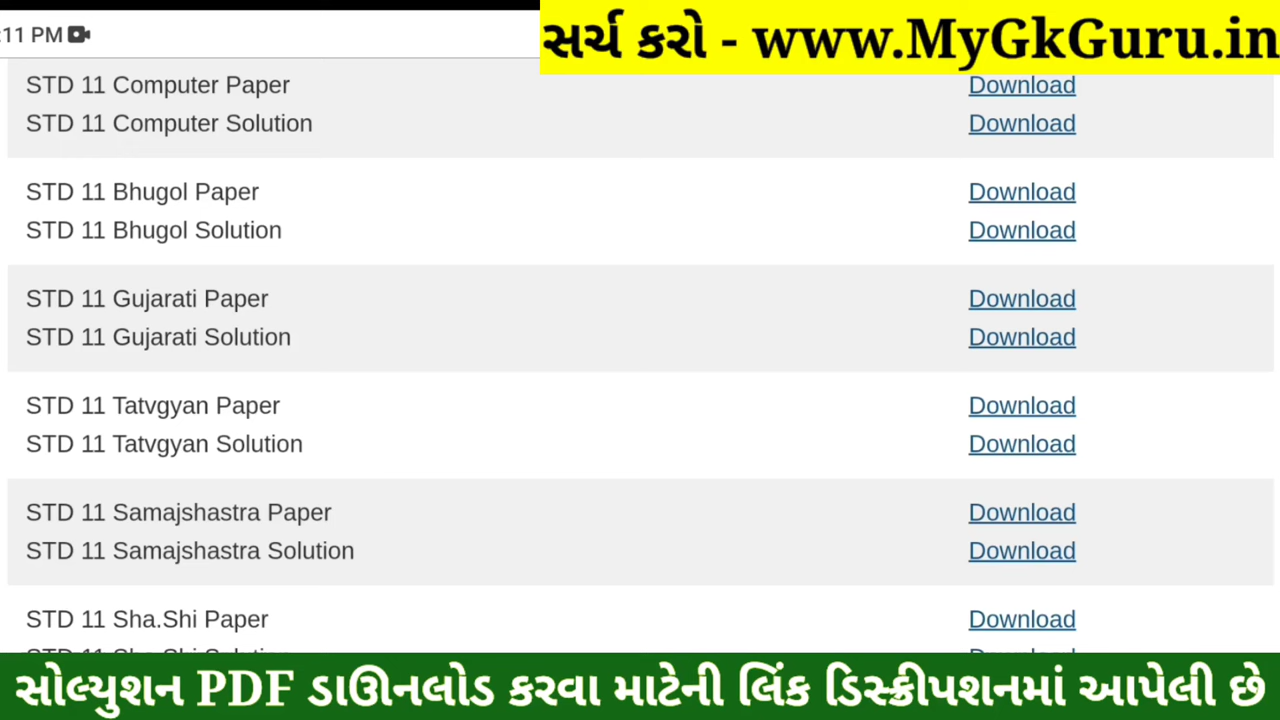 :11 PM
સર્ચ કરો - www.MyGkGuru.in
STD 11 Computer Paper Download
STD 11 Computer Solution Download
STD 11 Bhugol Paper Download
STD 11 Bhugol Solution Download
STD 11 Gujarati Paper Download
STD 11 Gujarati Solution Download
STD 11 Tatvgyan Paper Download
STD 11 Tatvgyan Solution Download
STD 11 Samajshastra Paper Download
STD 11 Samajshastra Solution Download
STD 11 Sha.Shi Paper Download
સોલ્યુશન PDF ડાઊનલોડ કરવા માટેની લિંક ડિસ્ક્રીપશનમાં આપેલી છે